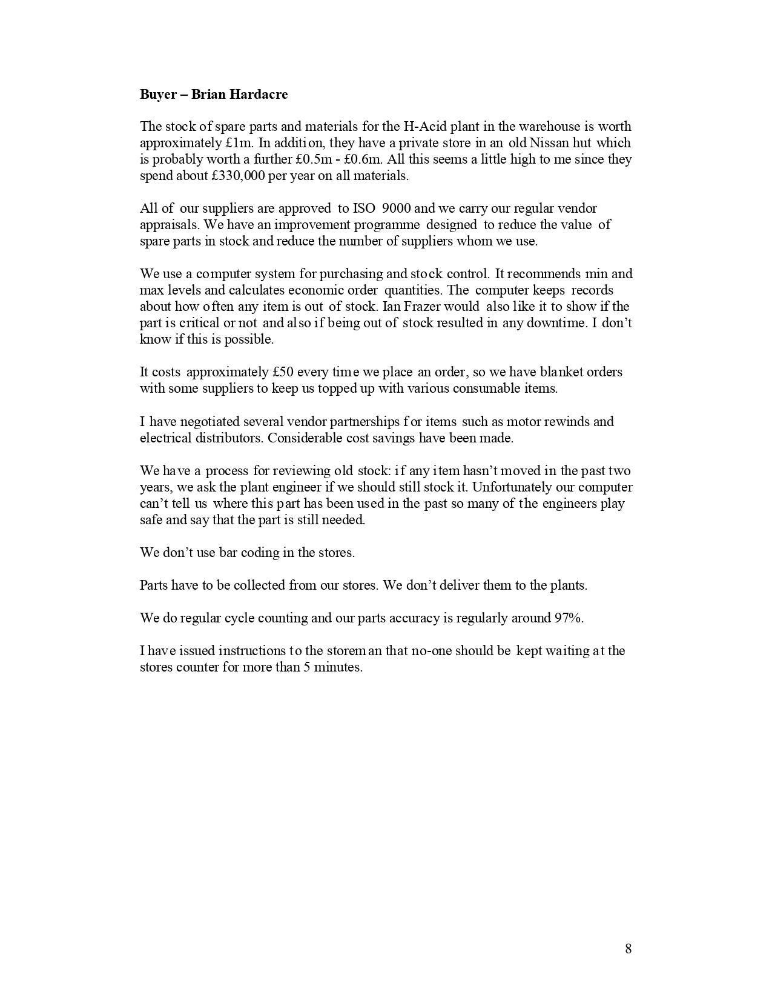 Buyer – Brian Hardacre
The stock of spare parts and materials for the H-Acid plant in the warehouse is worth
approximately £1m. In addition, they have a private store in an old Nissan hut which
is probably worth a further £0.5m - £0.6m. All this seems a little high to me since they
spend about £330,000 per year on all materials.
All of our suppliers are approved to ISO 9000 and we carry our regular vendor
appraisals. We have an improvement programme designed to reduce the value of
spare parts in stock and reduce the number of suppliers whom we use.
We use a computer system for purchasing and stock control. It recommends min and
max levels and calculates economic order quantities. The computer keeps records
about how often any item is out of stock. Ian Frazer would also like it to show if the
part is critical or not and also if being out of stock resulted in any downtime. I don’t
know if this is possible.
It costs approximately £50 every time we place an order, so we have blanket orders
with some suppliers to keep us topped up with various consumable items.
I have negotiated several vendor partnerships for items such as motor rewinds and
electrical distributors. Considerable cost savings have been made.
We have a process for reviewing old stock: if any item hasn’t moved in the past two
years, we ask the plant engineer if we should still stock it. Unfortunately our computer
can’t tell us where this part has been used in the past so many of the engineers play
safe and say that the part is still needed.
We don’t use bar coding in the stores.
Parts have to be collected from our stores. We don’t deliver them to the plants.
We do regular cycle counting and our parts accuracy is regularly around 97%.
I have issued instructions to the storeman that no-one should be kept waiting at the
stores counter for more than 5 minutes.
8